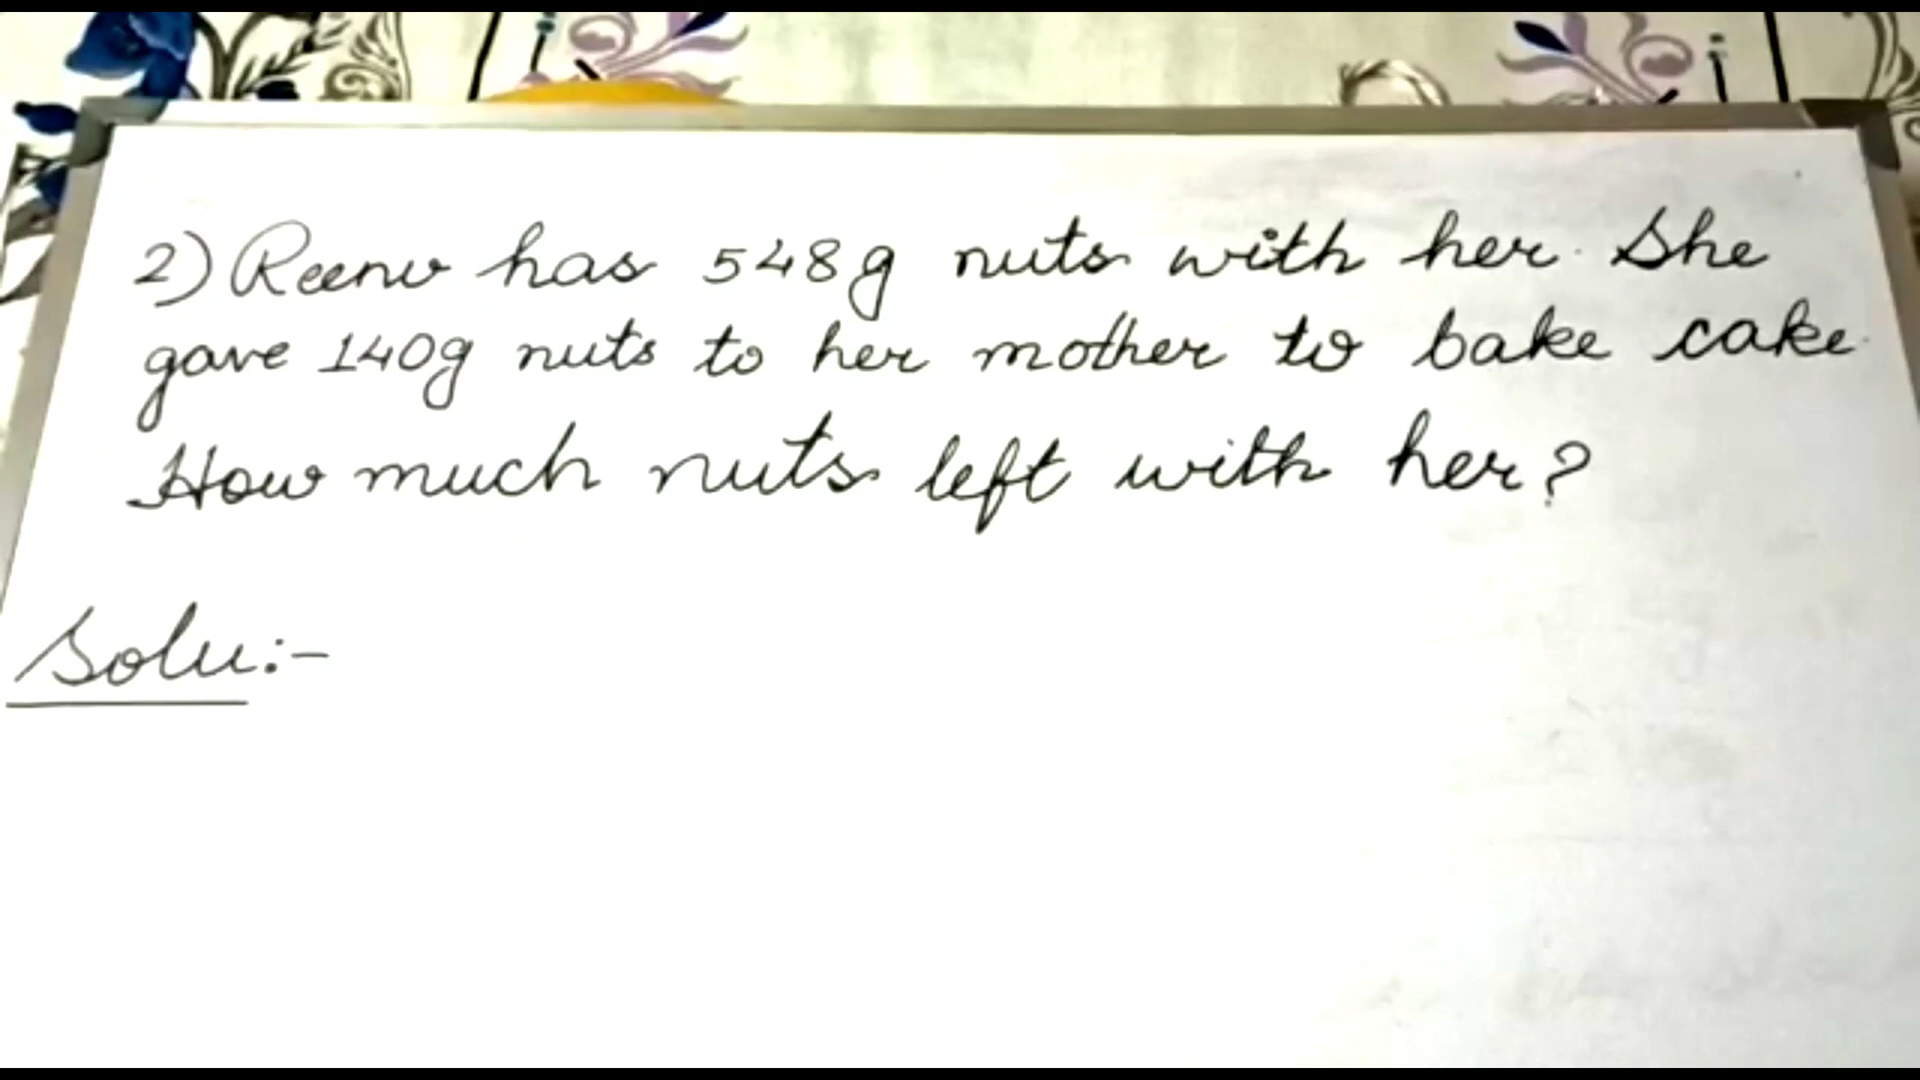 2) Reenu has 548g nuts with her. She
gave 140g nuts to her mother to bake cake.
How much nuts left with her?
Solu:-